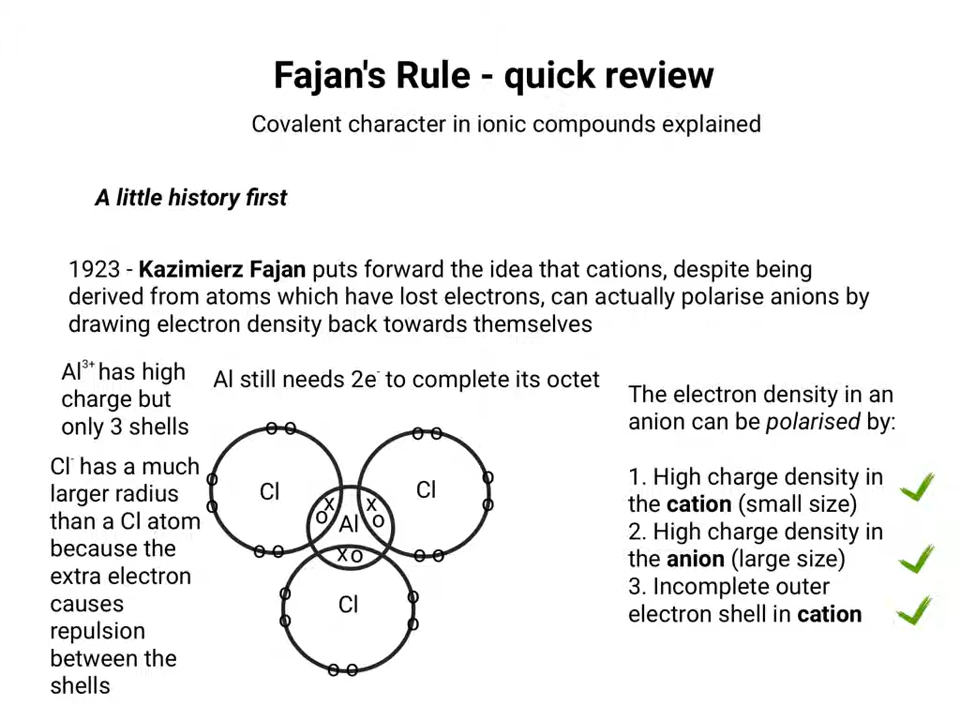 Fajan's Rule - quick review
Covalent character in ionic compounds explained
A little history first
1923 - Kazimierz Fajan puts forward the idea that cations, despite being
derived from atoms which have lost electrons, can actually polarise anions by
drawing electron density back towards themselves
Al³⁺ has high
charge but
only 3 shells
Cl⁻ has a much
larger radius
than a Cl atom
because the
extra electron
causes
repulsion
between the
shells
Al still needs 2e⁻ to complete its octet
o o
o o
Cl
Cl
o
o
o
o
x
x
o
Al
o
o o
o o
x o
o
o
Cl
o
o
o o
The electron density in an
anion can be polarised by:
1. High charge density in
the cation (small size)
2. High charge density in
the anion (large size)
3. Incomplete outer
electron shell in cation